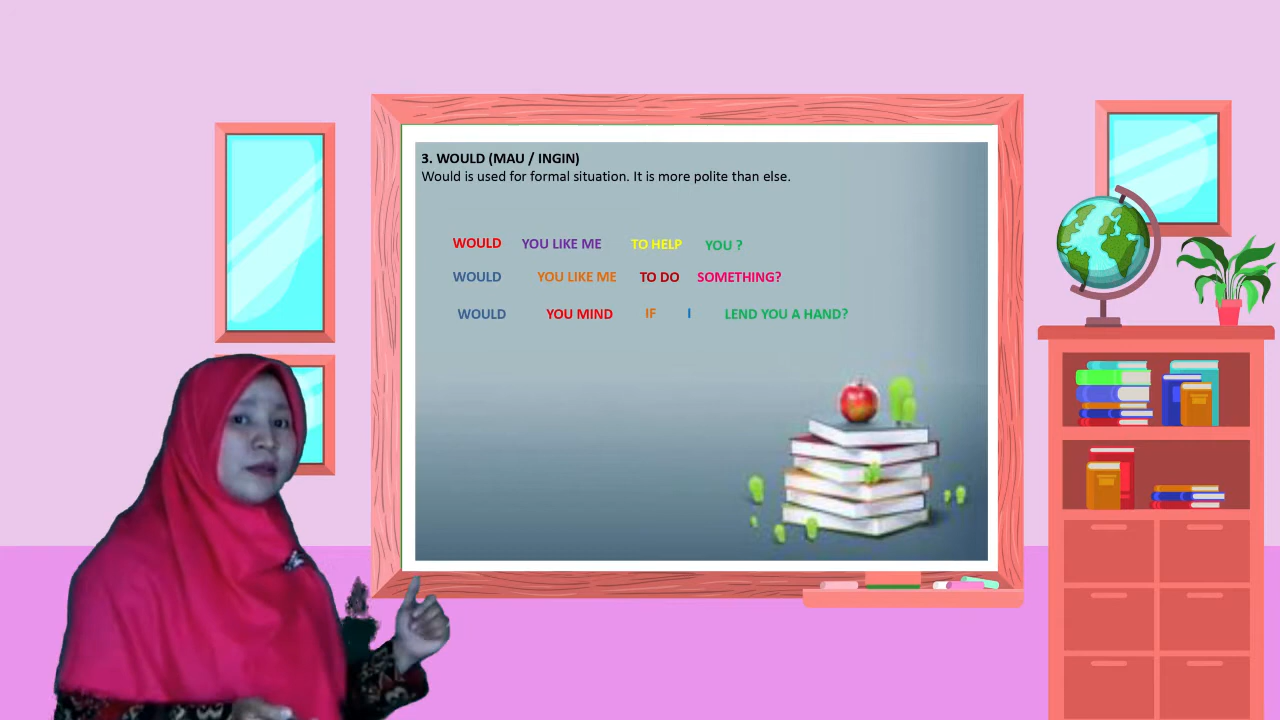 3. WOULD (MAU / INGIN)
Would is used for formal situation. It is more polite than else.
WOULD YOU LIKE ME TO HELP YOU ?
WOULD YOU LIKE ME TO DO SOMETHING?
WOULD YOU MIND IF I LEND YOU A HAND?